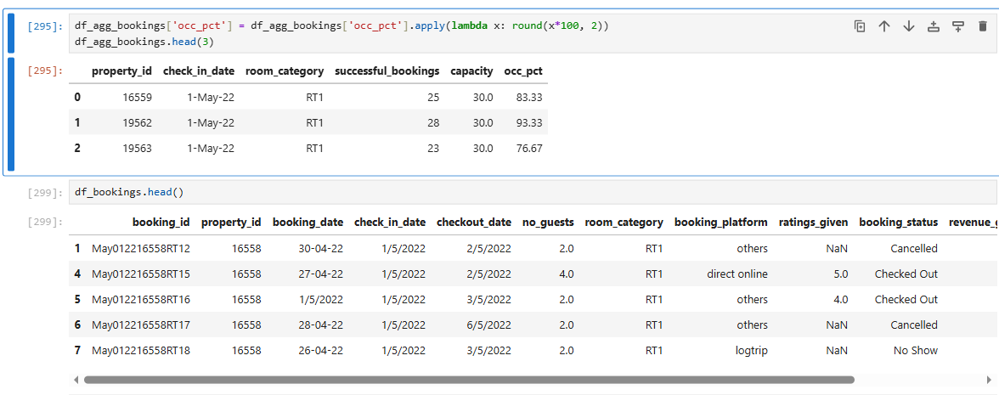 [295]: df_agg_bookings['occ_pct'] = df_agg_bookings['occ_pct'].apply(lambda x: round(x*100, 2))
df_agg_bookings.head(3)
[295]: property_id check_in_date room_category successful_bookings capacity occ_pct
0 16559 1-May-22 RT1 25 30.0 83.33
1 19562 1-May-22 RT1 28 30.0 93.33
2 19563 1-May-22 RT1 23 30.0 76.67
[299]: df_bookings.head()
[299]: booking_id property_id booking_date check_in_date checkout_date no_guests room_category booking_platform ratings_given booking_status revenue_g
1 May012216558RT12 16558 30-04-22 1/5/2022 2/5/2022 2.0 RT1 others NaN Cancelled
4 May012216558RT15 16558 27-04-22 1/5/2022 2/5/2022 4.0 RT1 direct online 5.0 Checked Out
5 May012216558RT16 16558 1/5/2022 1/5/2022 3/5/2022 2.0 RT1 others 4.0 Checked Out
6 May012216558RT17 16558 28-04-22 1/5/2022 6/5/2022 2.0 RT1 others NaN Cancelled
7 May012216558RT18 16558 26-04-22 1/5/2022 3/5/2022 2.0 RT1 logtrip NaN No Show